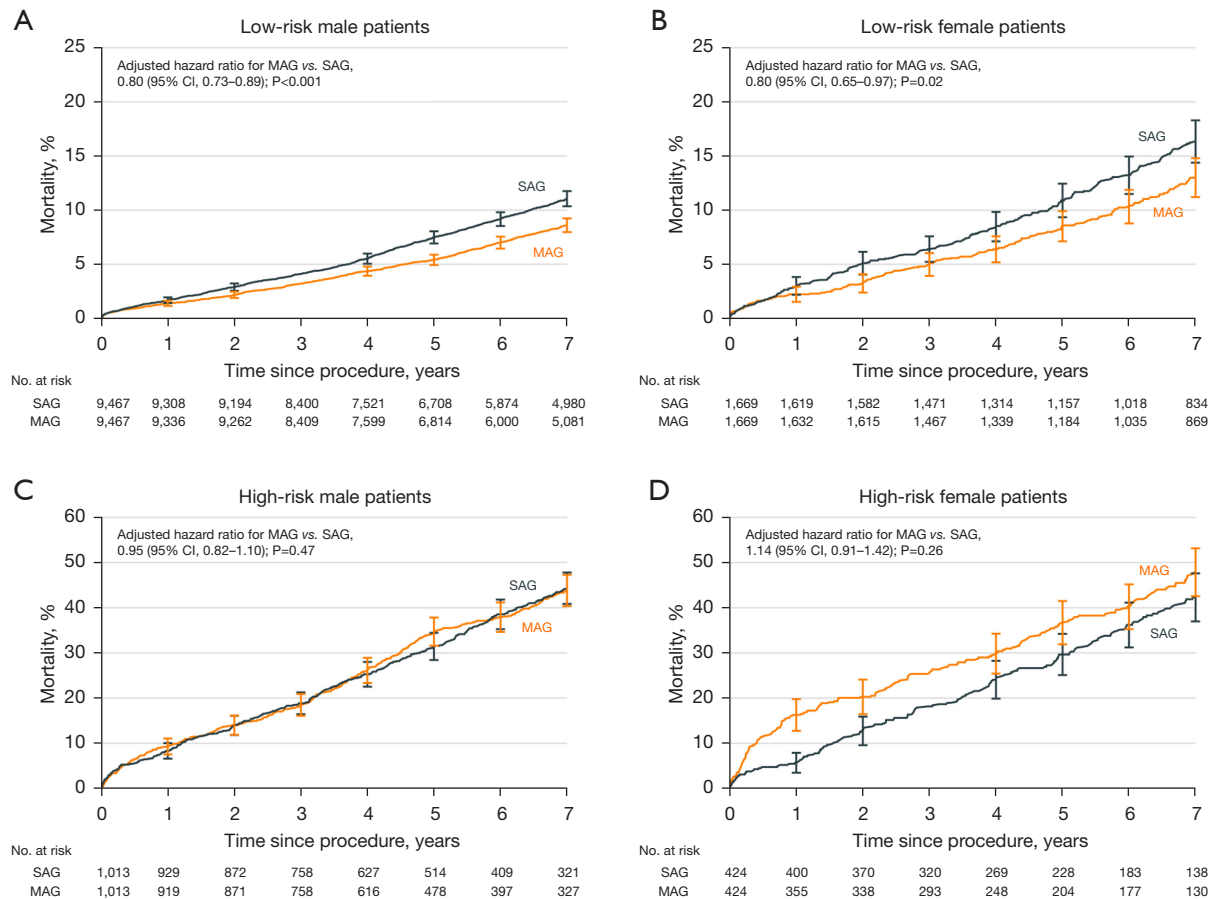 A
Low-risk male patients
Adjusted hazard ratio for MAG vs. SAG,
0.80 (95% CI, 0.73–0.89); P<0.001
Mortality, %
25
20
15
10
5
0
SAG
MAG
0 1 2 3 4 5 6 7
Time since procedure, years
No. at risk
SAG 9,467 9,308 9,194 8,400 7,521 6,708 5,874 4,980
MAG 9,467 9,336 9,262 8,409 7,599 6,814 6,000 5,081
B
Low-risk female patients
Adjusted hazard ratio for MAG vs. SAG,
0.80 (95% CI, 0.65–0.97); P=0.02
Mortality, %
25
20
15
10
5
0
SAG
MAG
0 1 2 3 4 5 6 7
Time since procedure, years
No. at risk
SAG 1,669 1,619 1,582 1,471 1,314 1,157 1,018 834
MAG 1,669 1,632 1,615 1,467 1,339 1,184 1,035 869
C
High-risk male patients
Adjusted hazard ratio for MAG vs. SAG,
0.95 (95% CI, 0.82–1.10); P=0.47
Mortality, %
60
50
40
30
20
10
0
SAG
MAG
0 1 2 3 4 5 6 7
Time since procedure, years
No. at risk
SAG 1,013 929 872 758 627 514 409 321
MAG 1,013 919 871 758 616 478 397 327
D
High-risk female patients
Adjusted hazard ratio for MAG vs. SAG,
1.14 (95% CI, 0.91–1.42); P=0.26
Mortality, %
60
50
40
30
20
10
0
MAG
SAG
0 1 2 3 4 5 6 7
Time since procedure, years
No. at risk
SAG 424 400 370 320 269 228 183 138
MAG 424 355 338 293 248 204 177 130